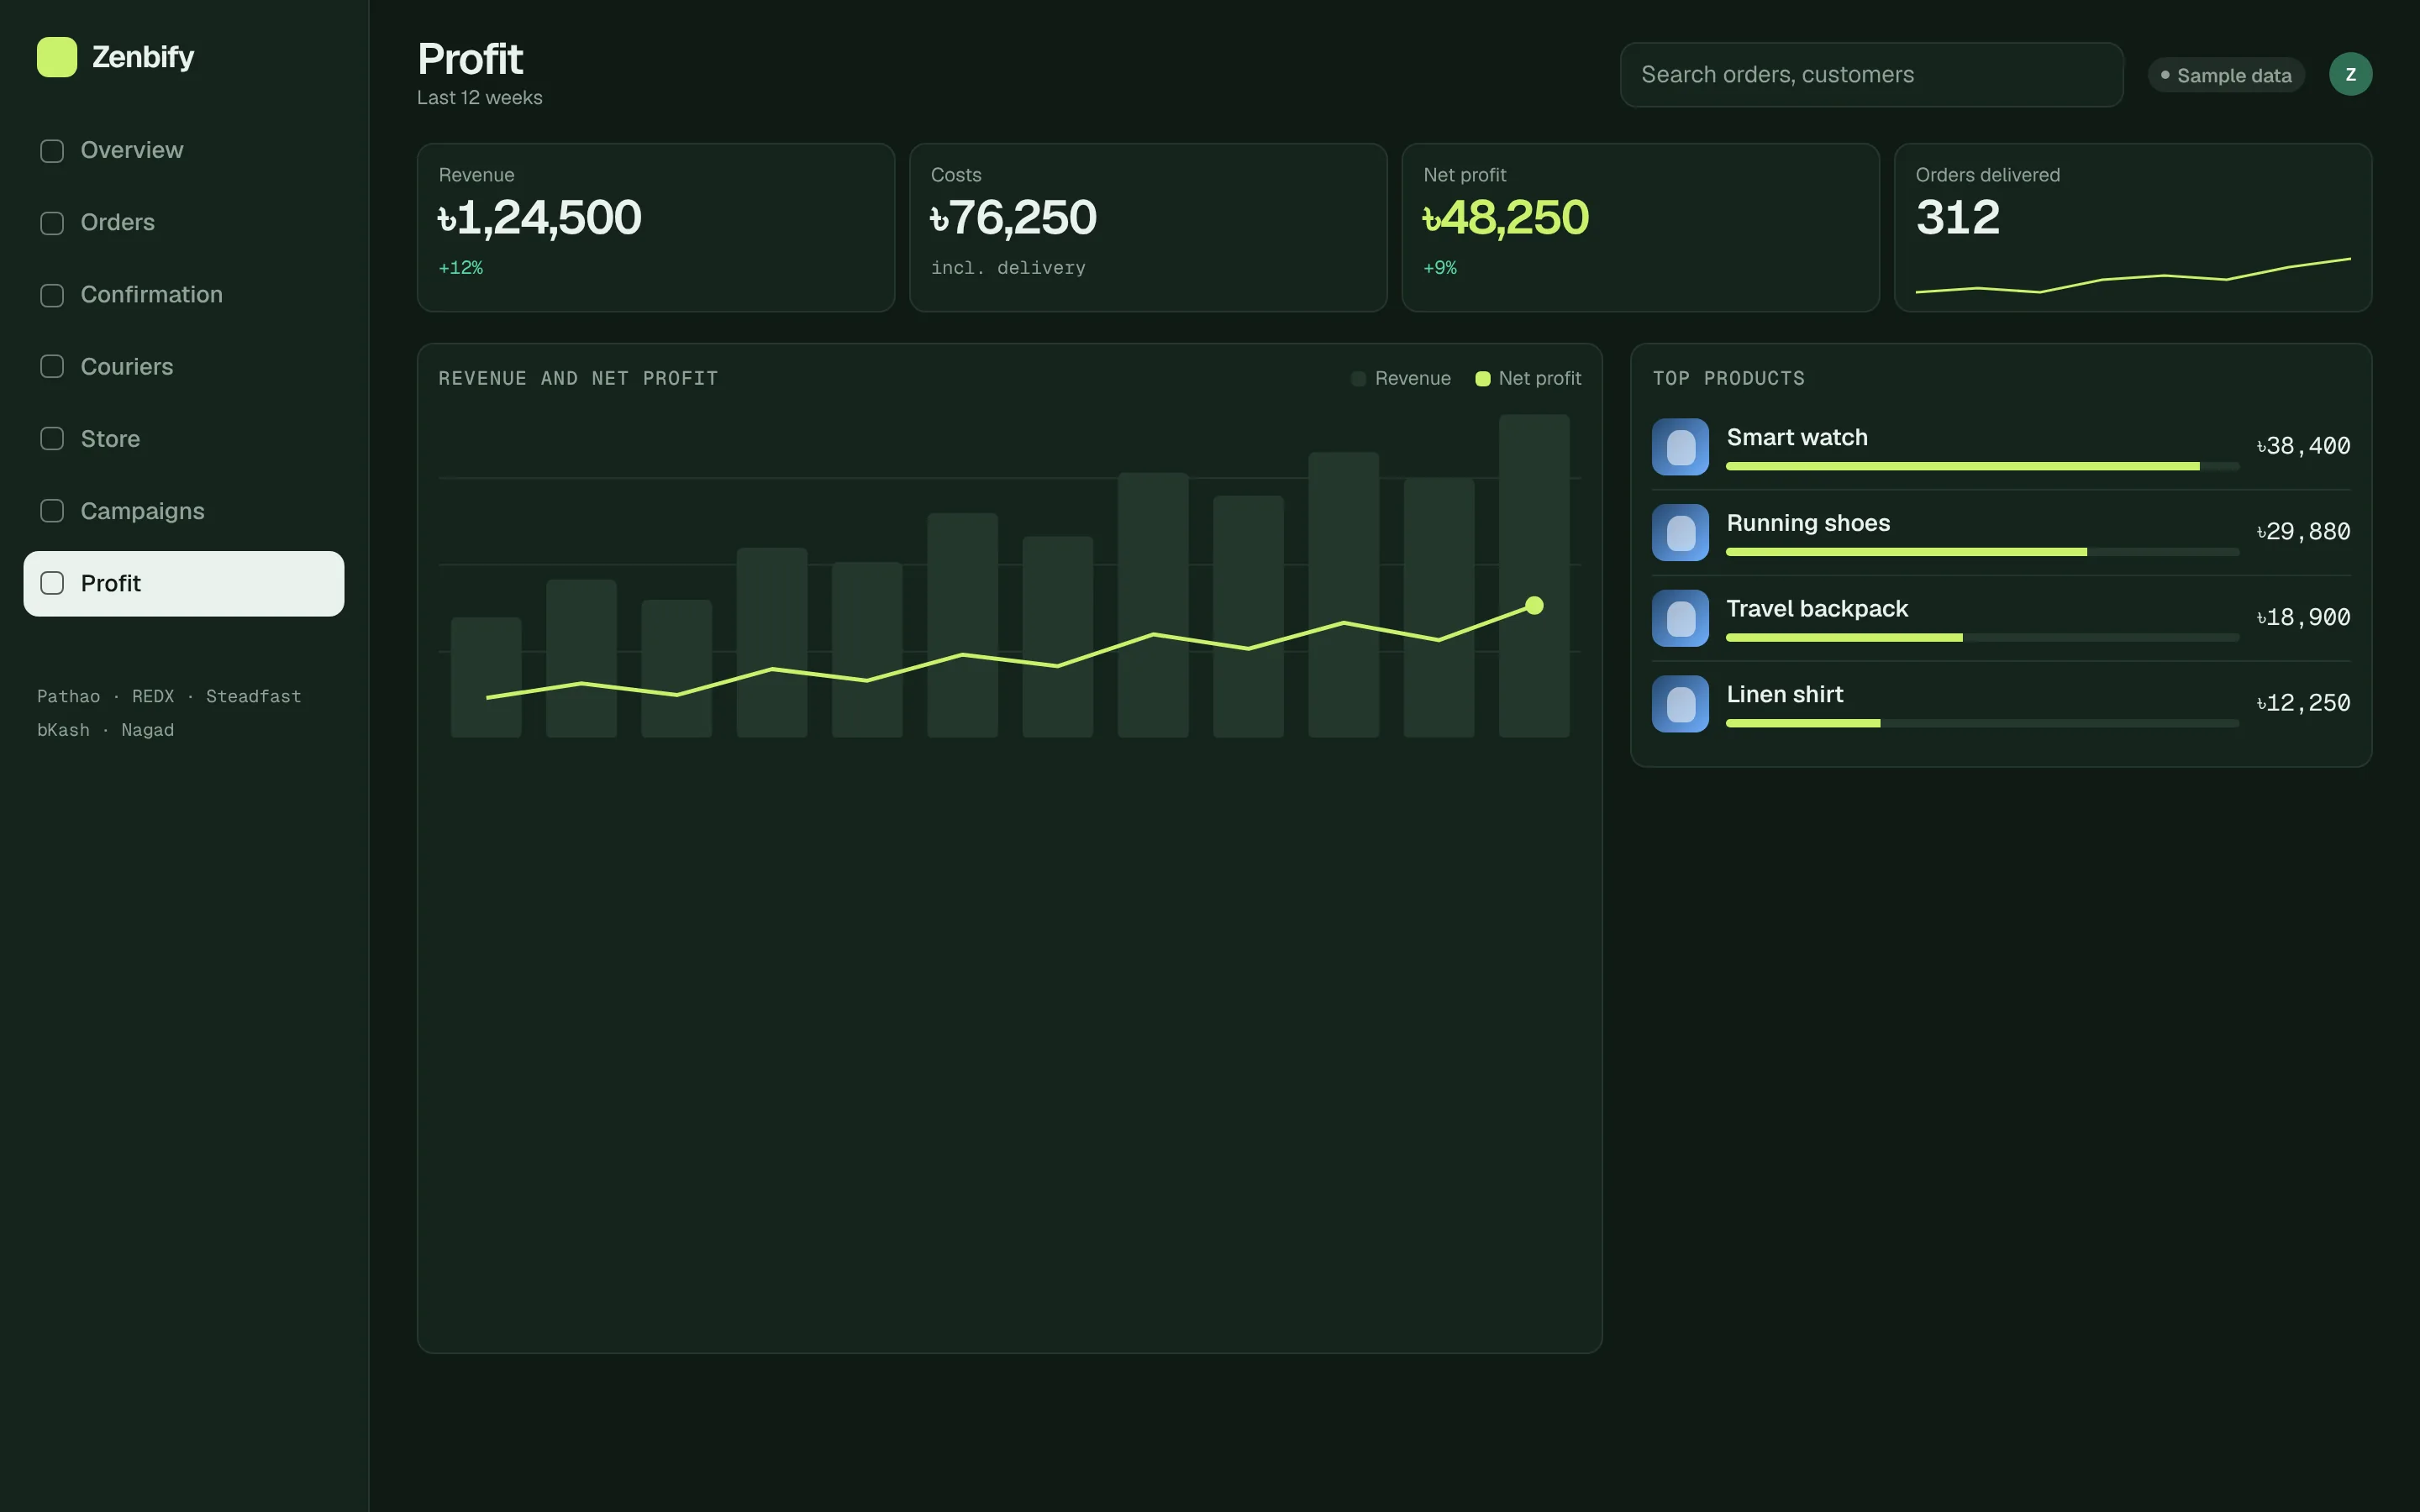 Zenbify
Overview
Orders
Confirmation
Couriers
Store
Campaigns
Profit
Pathao · REDX · Steadfast
bKash · Nagad
Profit
Last 12 weeks
Search orders, customers
Sample data
Z
Revenue
৳1,24,500
+12%
Costs
৳76,250
incl. delivery
Net profit
৳48,250
+9%
Orders delivered
312
REVENUE AND NET PROFIT
Revenue
Net profit
TOP PRODUCTS
Smart watch
৳38,400
Running shoes
৳29,880
Travel backpack
৳18,900
Linen shirt
৳12,250